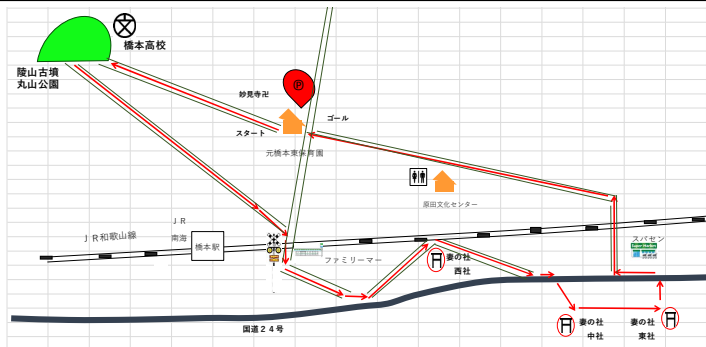 橋本高校
陵山古墳
丸山公園
妙見寺卍
スタート
ゴール
元橋本東保育園
原田文化センター
ＪＲ和歌山線
ＪＲ
南海
橋本駅
ファミリーマー
妻の社
西社
スパセン
妻の社
中社
妻の社
東社
国道２４号